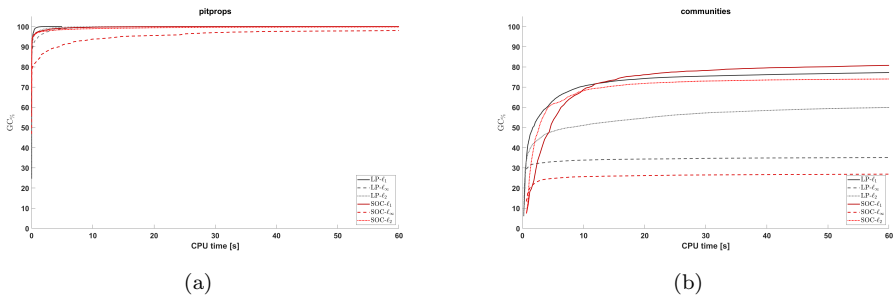 pitprops
100
90
80
70
60
50
40
30
20
10
0
GC%
0 10 20 30 40 50 60
CPU time [s]
LP-ℓ₁
LP-ℓ∞
LP-ℓ₂
SOC-ℓ₁
SOC-ℓ∞
SOC-ℓ₂
(a)
communities
100
90
80
70
60
50
40
30
20
10
0
GC%
0 10 20 30 40 50 60
CPU time [s]
LP-ℓ₁
LP-ℓ∞
LP-ℓ₂
SOC-ℓ₁
SOC-ℓ∞
SOC-ℓ₂
(b)